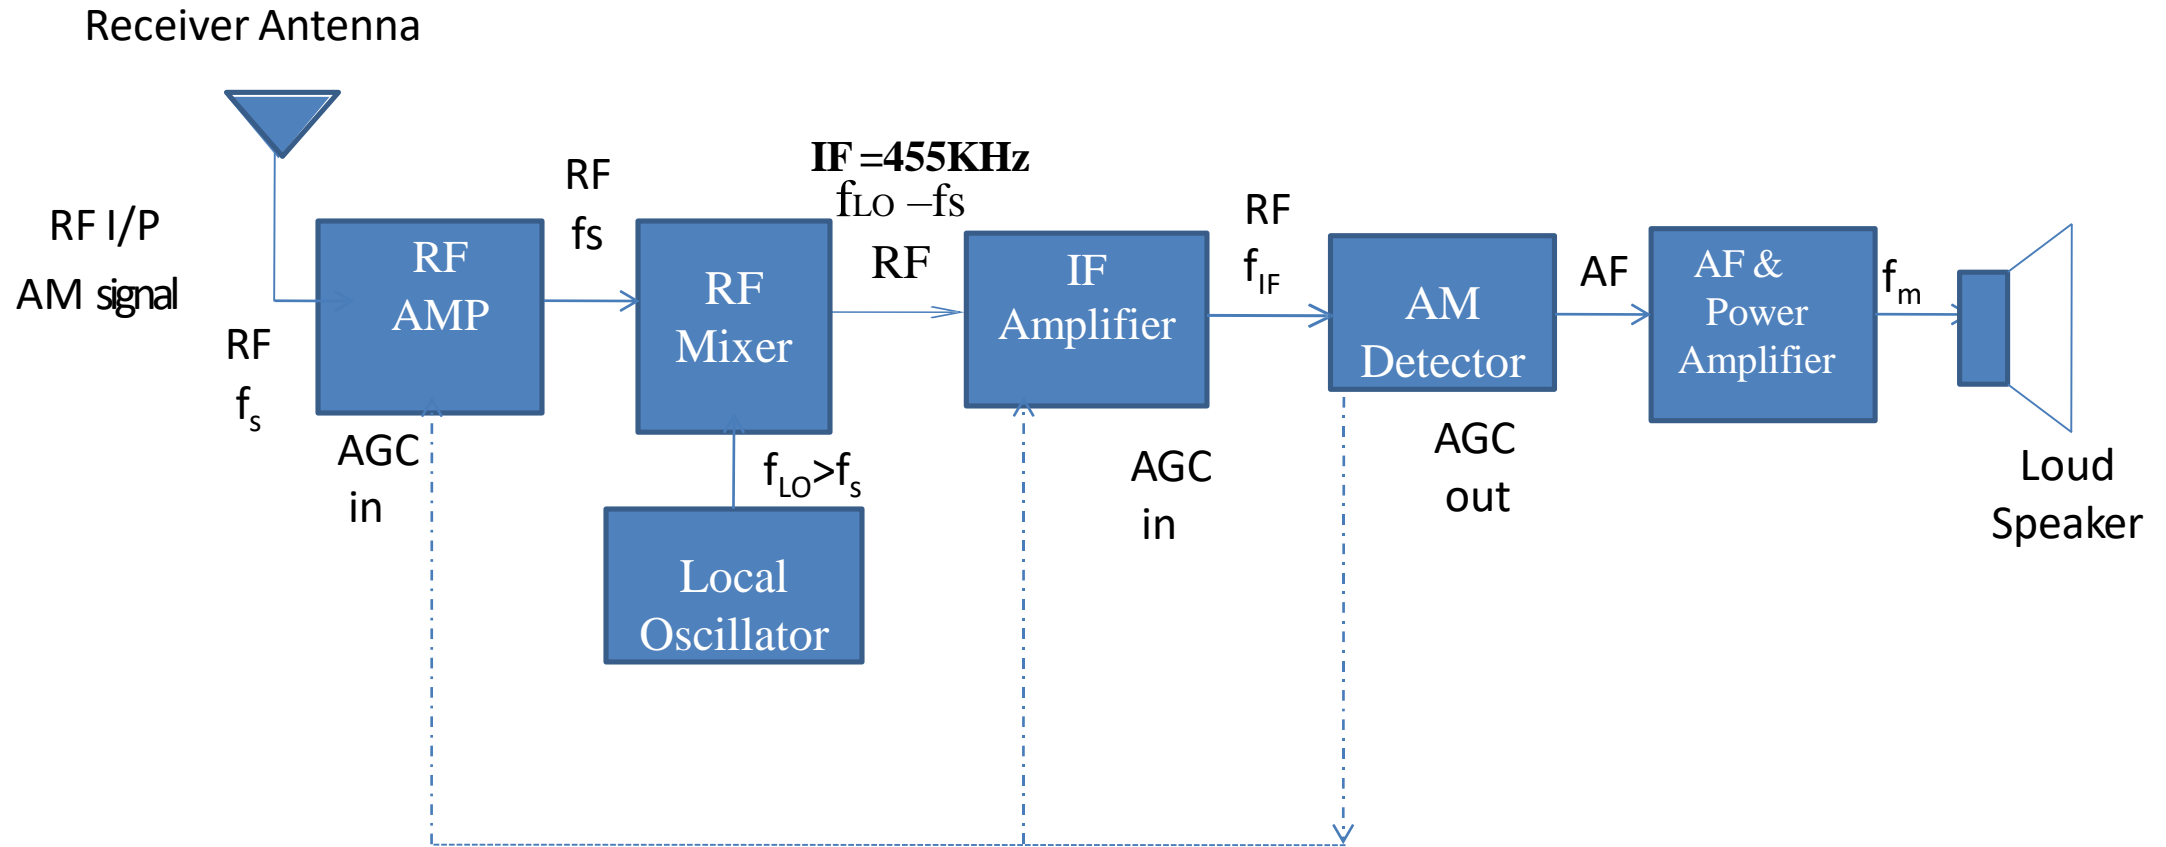 Receiver Antenna
RF I/P
AM signal
RF
fs
RF
AMP
AGC
in
RF
fs
RF
Mixer
fLO>fs
Local
Oscillator
IF =455KHz
fLO –fs
RF
IF
Amplifier
AGC
in
RF
fIF
AM
Detector
AGC
out
AF
AF &
Power
Amplifier
fm
Loud
Speaker